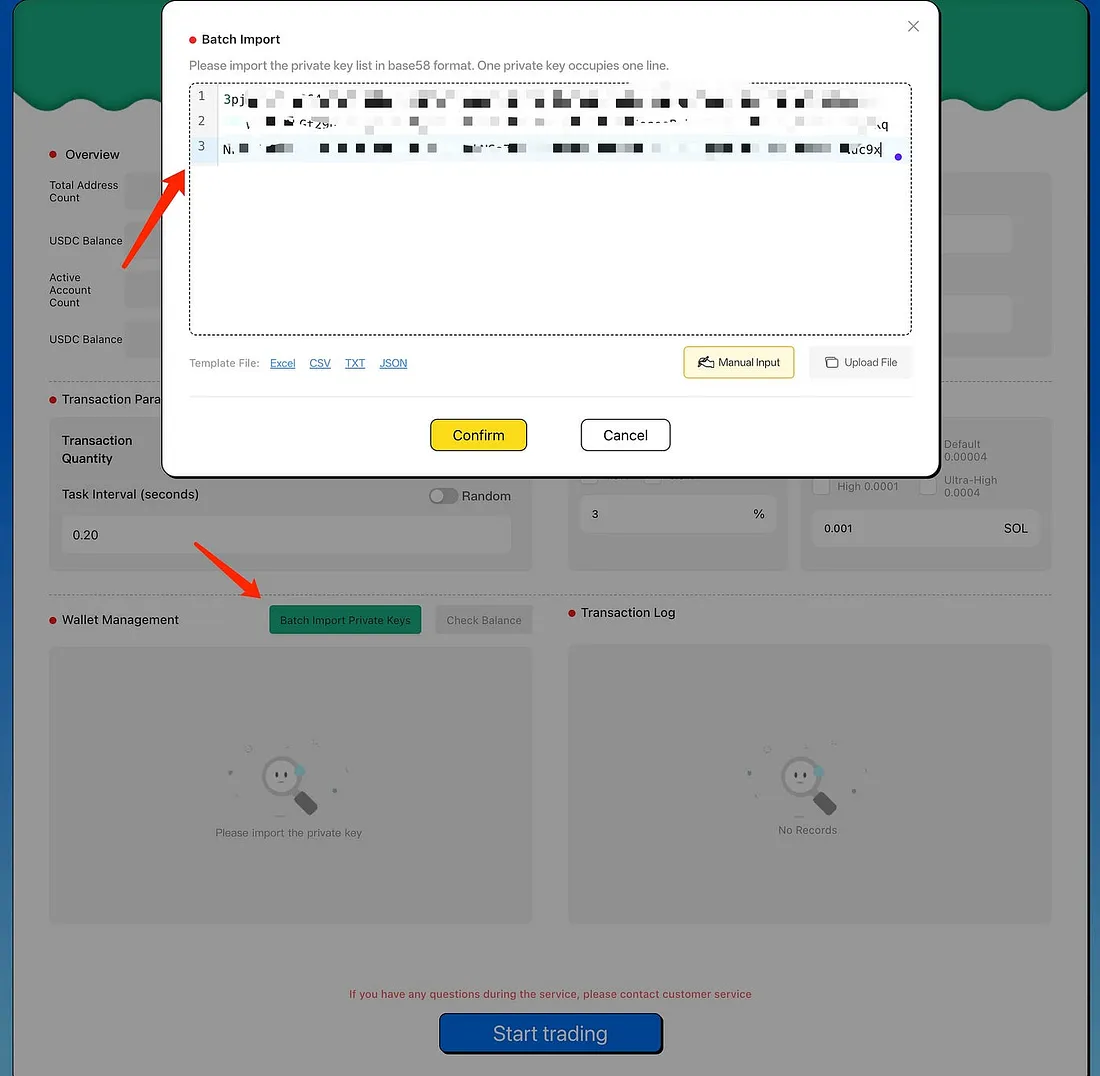 Batch Import
Please import the private key list in base58 format. One private key occupies one line.
1
3pj
2
3
Template File: Excel CSV TXT JSON
Manual Input
Upload File
Confirm
Cancel
Overview
Total Address
Count
USDC Balance
Active
Account
Count
USDC Balance
Transaction Para
Transaction
Quantity
Task Interval (seconds)
Random
0.20
3 %
Default
0.00004
High 0.0001
Ultra-High
0.0004
0.001 SOL
Wallet Management
Batch Import Private Keys
Check Balance
Please import the private key
Transaction Log
No Records
If you have any questions during the service, please contact customer service
Start trading